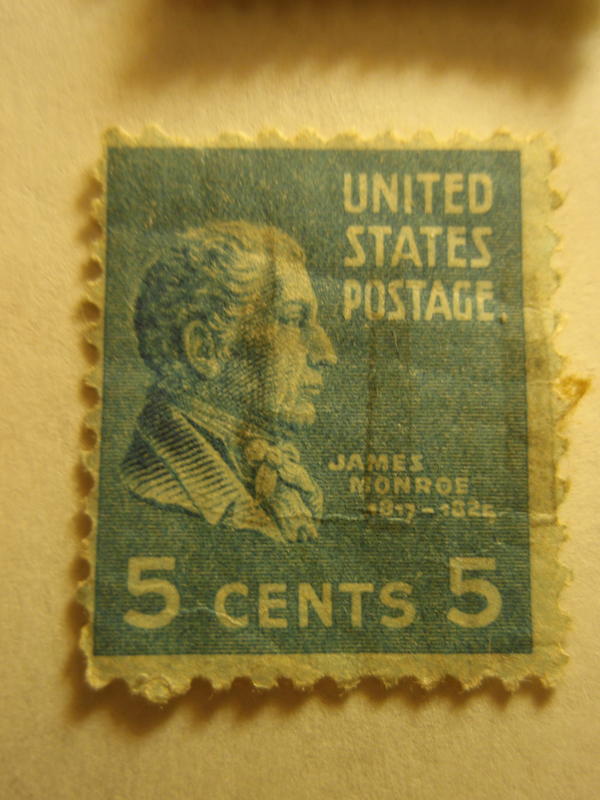 UNITED
STATES
POSTAGE.
JAMES
MONROE
1817-1825
5 CENTS 5